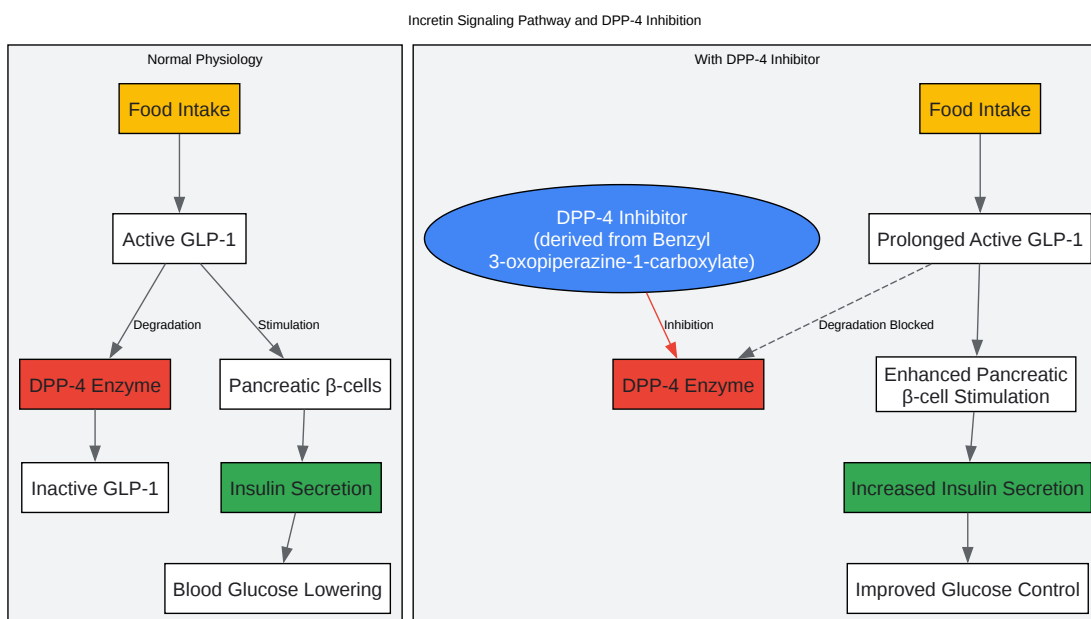 Incretin Signaling Pathway and DPP-4 Inhibition
Normal Physiology
Food Intake
Active GLP-1
Degradation
Stimulation
DPP-4 Enzyme
Pancreatic β-cells
Inactive GLP-1
Insulin Secretion
Blood Glucose Lowering
With DPP-4 Inhibitor
Food Intake
DPP-4 Inhibitor
(derived from Benzyl
3-oxopiperazine-1-carboxylate)
Prolonged Active GLP-1
Inhibition
Degradation Blocked
DPP-4 Enzyme
Enhanced Pancreatic
β-cell Stimulation
Increased Insulin Secretion
Improved Glucose Control